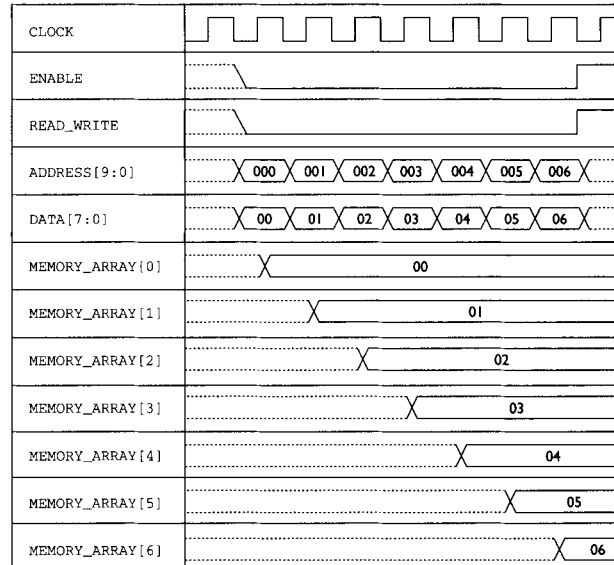 CLOCK
ENABLE
READ_WRITE
ADDRESS[9:0] 000 001 002 003 004 005 006
DATA[7:0] 00 01 02 03 04 05 06
MEMORY_ARRAY[0] 00
MEMORY_ARRAY[1] 01
MEMORY_ARRAY[2] 02
MEMORY_ARRAY[3] 03
MEMORY_ARRAY[4] 04
MEMORY_ARRAY[5] 05
MEMORY_ARRAY[6] 06